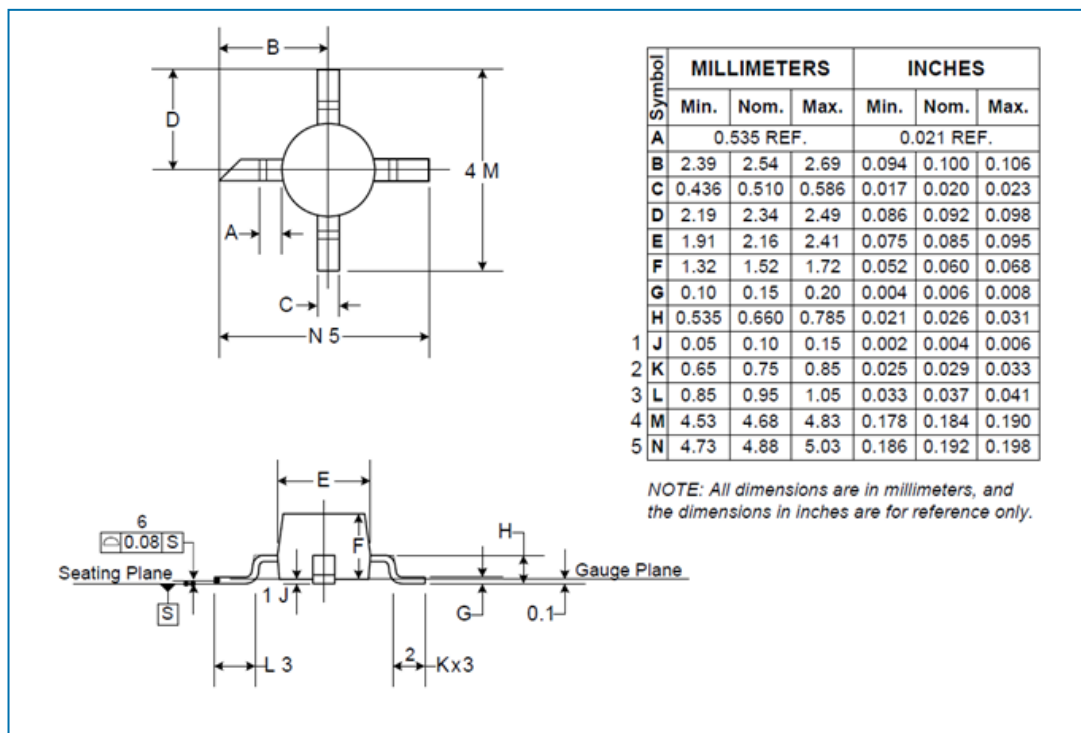 B
D
4 M
A
C
N 5
Symbol MILLIMETERS INCHES
Min. Nom. Max. Min. Nom. Max.
A 0.535 REF. 0.021 REF.
B 2.39 2.54 2.69 0.094 0.100 0.106
C 0.436 0.510 0.586 0.017 0.020 0.023
D 2.19 2.34 2.49 0.086 0.092 0.098
E 1.91 2.16 2.41 0.075 0.085 0.095
F 1.32 1.52 1.72 0.052 0.060 0.068
G 0.10 0.15 0.20 0.004 0.006 0.008
H 0.535 0.660 0.785 0.021 0.026 0.031
1 J 0.05 0.10 0.15 0.002 0.004 0.006
2 K 0.65 0.75 0.85 0.025 0.029 0.033
3 L 0.85 0.95 1.05 0.033 0.037 0.041
4 M 4.53 4.68 4.83 0.178 0.184 0.190
5 N 4.73 4.88 5.03 0.186 0.192 0.198
NOTE: All dimensions are in millimeters, and
the dimensions in inches are for reference only.
E
6
0.08 S
F
H
Seating Plane
Gauge Plane
1 J
G
0.1
S
L 3
2
Kx3